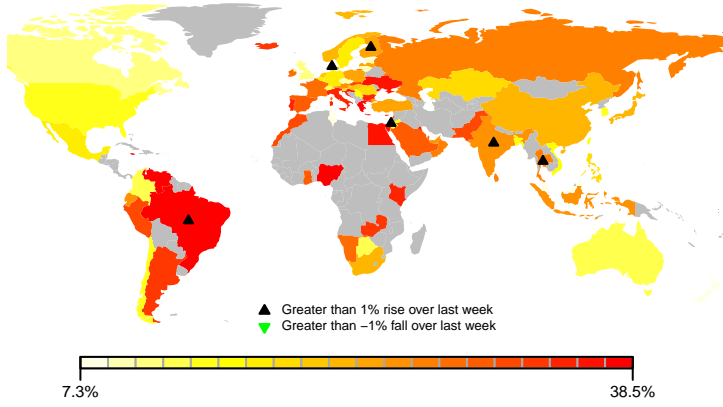 Greater than 1% rise over last week
Greater than −1% fall over last week
7.3%
38.5%